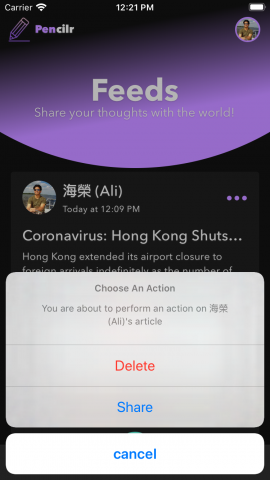 Carrier 12:21 PM
Pencilr
Feeds
Share your thoughts with the world!
海榮 (Ali)
Today at 12:09 PM
Coronavirus: Hong Kong Shuts...
Hong Kong extended its airport closure to
foreign arrivals indefinitely as the number of
Choose An Action
You are about to perform an action on 海榮
(Ali)'s article
Delete
Share
cancel